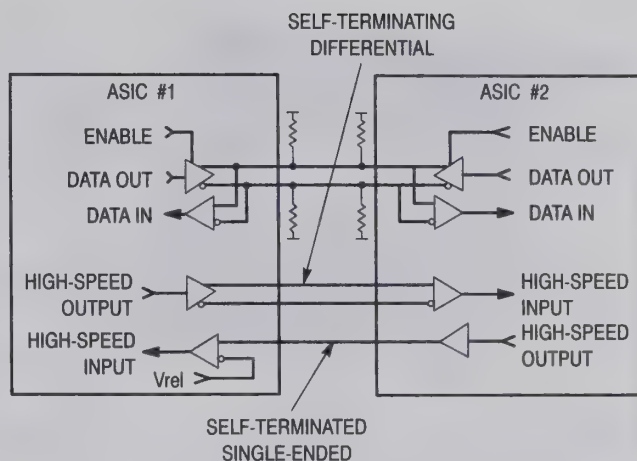 SELF-TERMINATING
DIFFERENTIAL
ASIC #1
ASIC #2
ENABLE
ENABLE
DATA OUT
DATA OUT
DATA IN
DATA IN
HIGH-SPEED
OUTPUT
HIGH-SPEED
INPUT
HIGH-SPEED
INPUT
HIGH-SPEED
OUTPUT
Vrel
SELF-TERMINATED
SINGLE-ENDED